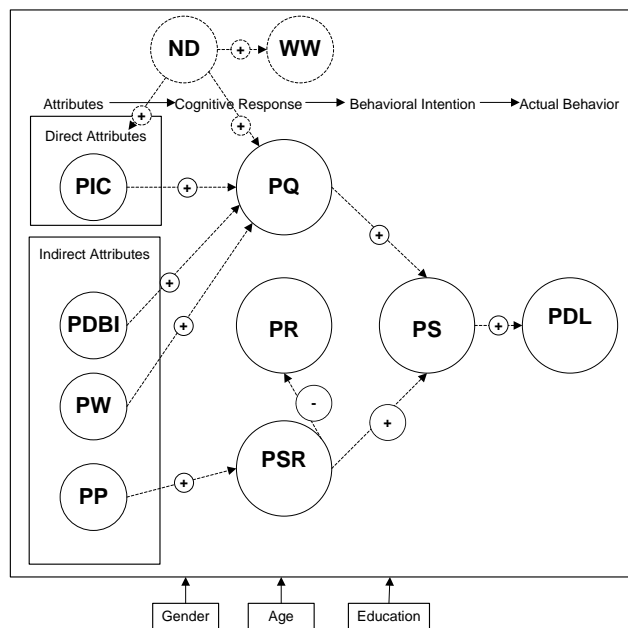 ND + WW
Attributes Cognitive Response Behavioral Intention Actual Behavior
+ +
Direct Attributes
PIC + PQ
+
Indirect Attributes
+
PDBI + PR PS + PDL
PW
- +
PP + PSR
Gender Age Education